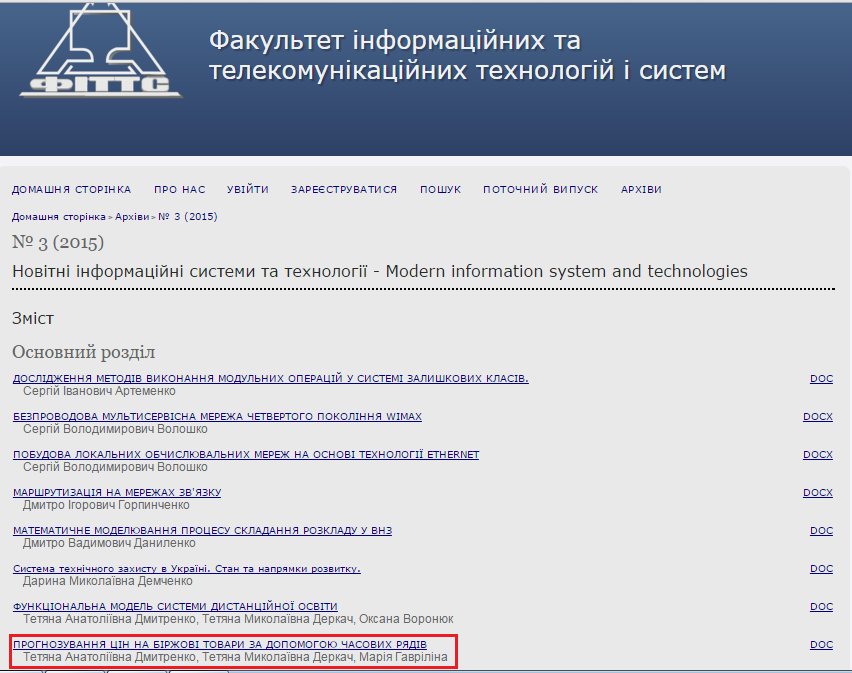 ФІТТС
Факультет інформаційних та
телекомунікаційних технологій і систем
ДОМАШНЯ СТОРІНКА ПРО НАС УВІЙТИ ЗАРЕЄСТРУВАТИСЯ ПОШУК ПОТОЧНИЙ ВИПУСК АРХІВИ
Домашня сторінка > Архіви > № 3 (2015)
№ 3 (2015)
Новітні інформаційні системи та технології - Modern information system and technologies
Зміст
Основний розділ
ДОСЛІДЖЕННЯ МЕТОДІВ ВИКОНАННЯ МОДУЛЬНИХ ОПЕРАЦІЙ У СИСТЕМІ ЗАЛИШКОВИХ КЛАСІВ. DOC
Сергій Іванович Артеменко
БЕЗПРОВОДОВА МУЛЬТИСЕРВІСНА МЕРЕЖА ЧЕТВЕРТОГО ПОКОЛІННЯ WIMAX DOCX
Сергій Володимирович Волошко
ПОБУДОВА ЛОКАЛЬНИХ ОБЧИСЛЮВАЛЬНИХ МЕРЕЖ НА ОСНОВІ ТЕХНОЛОГІЇ ETHERNET DOCX
Сергій Володимирович Волошко
МАРШРУТИЗАЦІЯ НА МЕРЕЖАХ ЗВ'ЯЗКУ DOCX
Дмитро Ігорович Горпинченко
МАТЕМАТИЧНЕ МОДЕЛЮВАННЯ ПРОЦЕСУ СКЛАДАННЯ РОЗКЛАДУ У ВНЗ DOC
Дмитро Вадимович Даниленко
Система технічного захисту в Україні. Стан та напрямки розвитку. DOC
Дарина Миколаївна Демченко
ФУНКЦІОНАЛЬНА МОДЕЛЬ СИСТЕМИ ДИСТАНЦІЙНОЇ ОСВІТИ DOC
Тетяна Анатоліївна Дмитренко, Тетяна Миколаївна Деркач, Оксана Воронюк
ПРОГНОЗУВАННЯ ЦІН НА БІРЖОВІ ТОВАРИ ЗА ДОПОМОГОЮ ЧАСОВИХ РЯДІВ DOC
Тетяна Анатоліївна Дмитренко, Тетяна Миколаївна Деркач, Марія Гавріліна